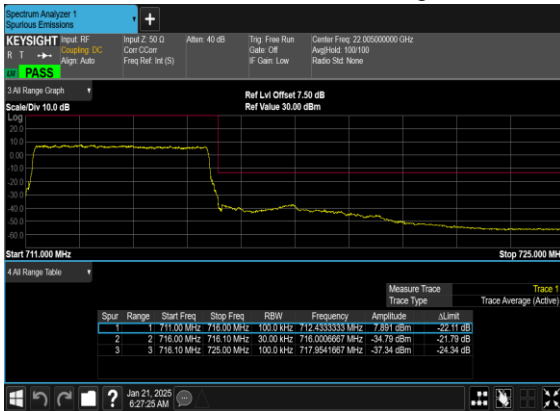 Spectrum Analyzer 1
Spurious Emissions
KEYSIGHT Input: RF Input Z: 50 Ω Atten: 40 dB Trig: Free Run Center Freq: 22.005000000 GHz
R T Coupling: DC Corr CCorr Gate: Off Avg|Hold: 100/100
Align: Auto Freq Ref: Int (S) IF Gain: Low Radio Std: None
PASS
3 All Range Graph Ref Lvl Offset 7.50 dB
Scale/Div 10.0 dB Ref Value 30.00 dBm
Log
20.0
10.0
0.00
-10.0
-20.0
-30.0
-40.0
-50.0
-60.0
Start 711.000 MHz Stop 725.000 MH
4 All Range Table
Measure Trace Trace 1
Trace Type Trace Average (Active)
Spur Range Start Freq Stop Freq RBW Frequency Amplitude ΔLimit
1 1 711.00 MHz 716.00 MHz 100.0 kHz 712.4333333 MHz 7.891 dBm -22.11 dB
2 2 716.00 MHz 716.10 MHz 30.00 kHz 716.0006667 MHz -34.79 dBm -21.79 dB
3 3 716.10 MHz 725.00 MHz 100.0 kHz 717.9541667 MHz -37.34 dBm -24.34 dB
Jan 21, 2025
6:27:25 AM